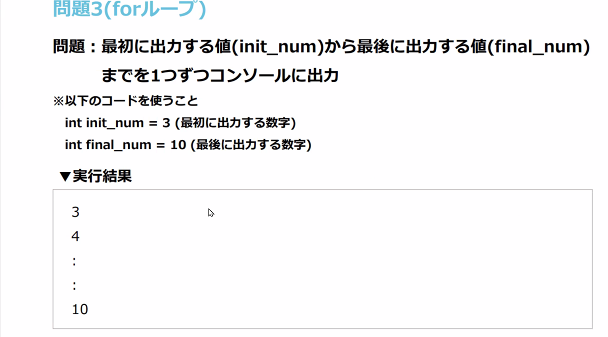 問題3(forループ)
問題：最初に出力する値(init_num)から最後に出力する値(final_num)
までを1つずつコンソールに出力
※以下のコードを使うこと
int init_num = 3 (最初に出力する数字)
int final_num = 10 (最後に出力する数字)
▼実行結果
3
4
:
:
10